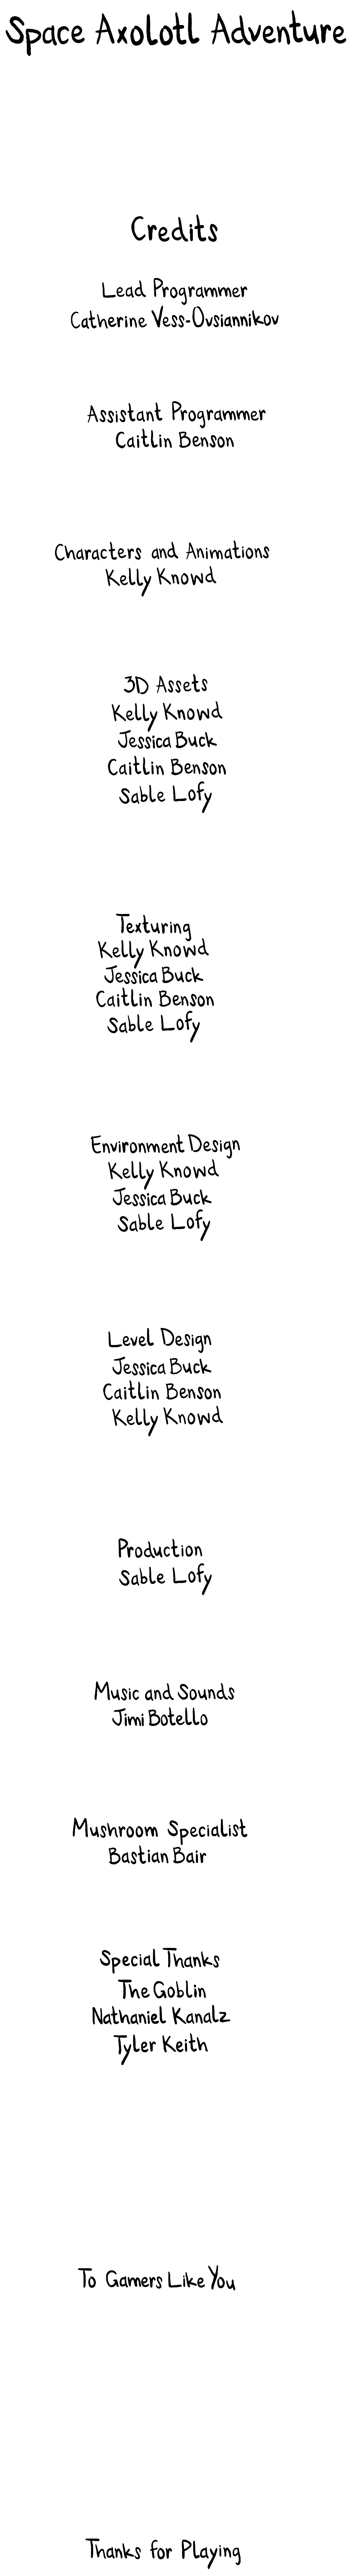 Space Axolotl Adventure
Credits
Lead Programmer
Catherine Vess-Ovsiannikov
Assistant Programmer
Caitlin Benson
Characters and Animations
Kelly Knowd
3D Assets
Kelly Knowd
Jessica Buck
Caitlin Benson
Sable Lofy
Texturing
Kelly Knowd
Jessica Buck
Caitlin Benson
Sable Lofy
Environment Design
Kelly Knowd
Jessica Buck
Sable Lofy
Level Design
Jessica Buck
Caitlin Benson
Kelly Knowd
Production
Sable Lofy
Music and Sounds
Jimi Botello
Mushroom Specialist
Bastian Bair
Special Thanks
The Goblin
Nathaniel Kanalz
Tyler Keith
To Gamers Like You
Thanks for Playing